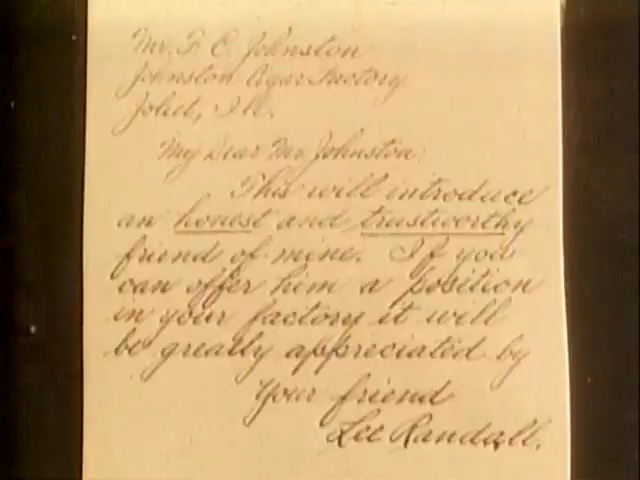 Mr. F. C. Johnston
Johnston Cigar Factory
Joliet, Ill.
My Dear Mr. Johnston:
This will introduce
an honest and trustworthy
friend of mine. If you
can offer him a position
in your factory it will
be greatly appreciated by
Your friend
Lee Randall.